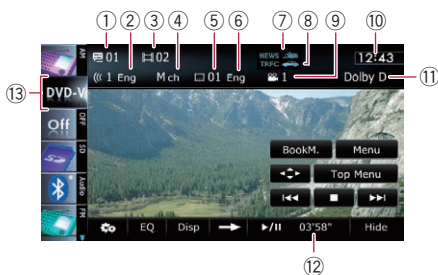 ① ② ③ ④ ⑤ ⑥ ⑦ ⑧ ⑨ ⑩
01 02 NEWS 12:43
TRFC
1 Eng M ch 01 Eng 1 Dolby D ⑪
⑬ DVD-V
AM
Off OFF
SD
Audio
FM
BookM. Menu
Top Menu
EQ Disp 03'58" Hide
⑫